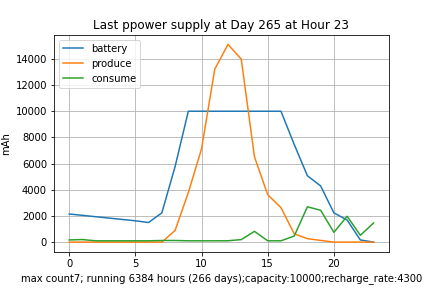 Last ppower supply at Day 265 at Hour 23
battery
produce
consume
mAh
14000
12000
10000
8000
6000
4000
2000
0
0 5 10 15 20
max count7; running 6384 hours (266 days);capacity:10000;recharge_rate:4300